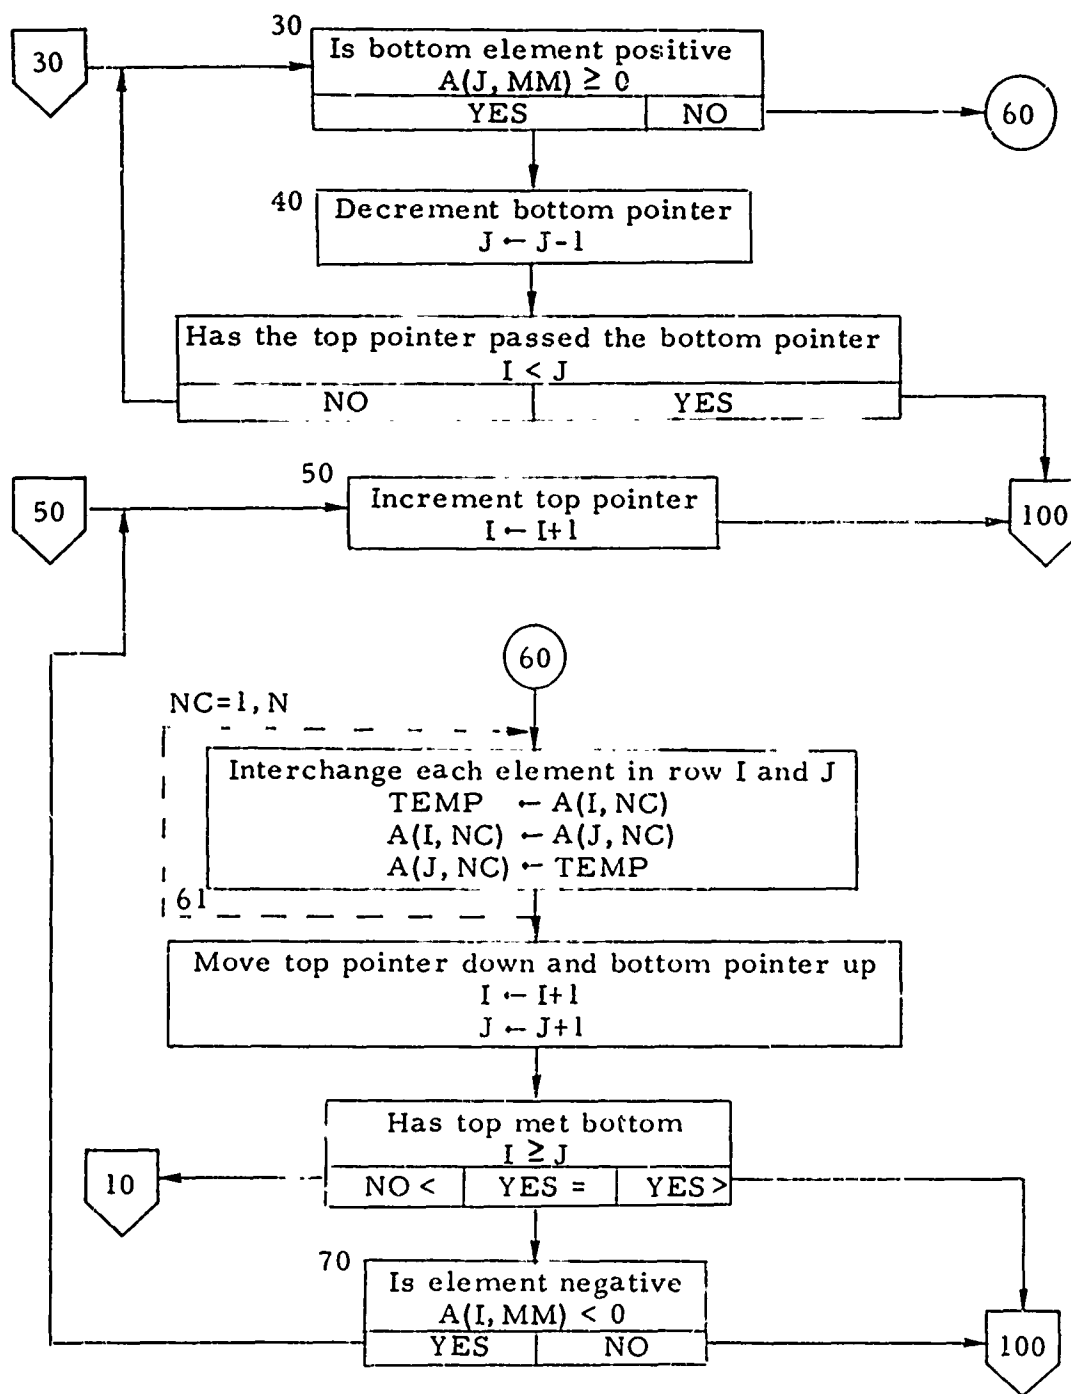 30
30
Is bottom element positive
A(J, MM) ≥ 0
YES NO
60
40
Decrement bottom pointer
J ← J-1
Has the top pointer passed the bottom pointer
I < J
NO YES
50
50
Increment top pointer
I ← I+1
100
60
NC=1, N
Interchange each element in row I and J
TEMP ← A(I, NC)
A(I, NC) ← A(J, NC)
A(J, NC) ← TEMP
61
Move top pointer down and bottom pointer up
I ← I+1
J ← J+1
Has top met bottom
I ≥ J
10
NO < YES = YES >
70
Is element negative
A(I, MM) < 0
YES NO
100